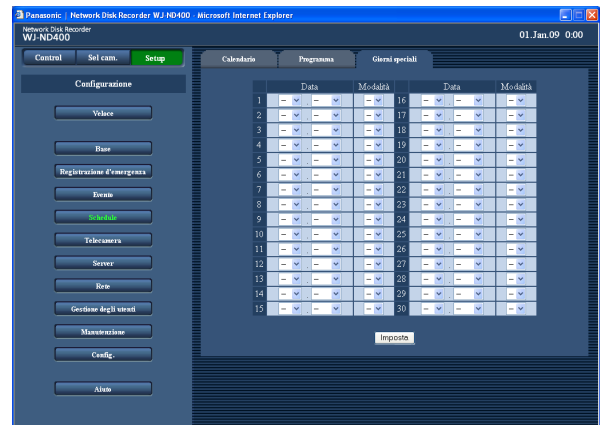 Panasonic | Network Disk Recorder WJ-ND400 - Microsoft Internet Explorer
Network Disk Recorder
WJ-ND400
01.Jan.09 0:00
Control Sel cam. Setup
Calendario Programma Giorni speciali
Configurazione
Veloce
Base
Registrazione d'emergenza
Evento
Schedule
Telecamera
Server
Rete
Gestione degli utenti
Manutenzione
Config.
Aiuto
Data Modalità Data Modalità
1 – . – – 16 – . – –
2 – . – – 17 – . – –
3 – . – – 18 – . – –
4 – . – – 19 – . – –
5 – . – – 20 – . – –
6 – . – – 21 – . – –
7 – . – – 22 – . – –
8 – . – – 23 – . – –
9 – . – – 24 – . – –
10 – . – – 25 – . – –
11 – . – – 26 – . – –
12 – . – – 27 – . – –
13 – . – – 28 – . – –
14 – . – – 29 – . – –
15 – . – – 30 – . – –
Imposta